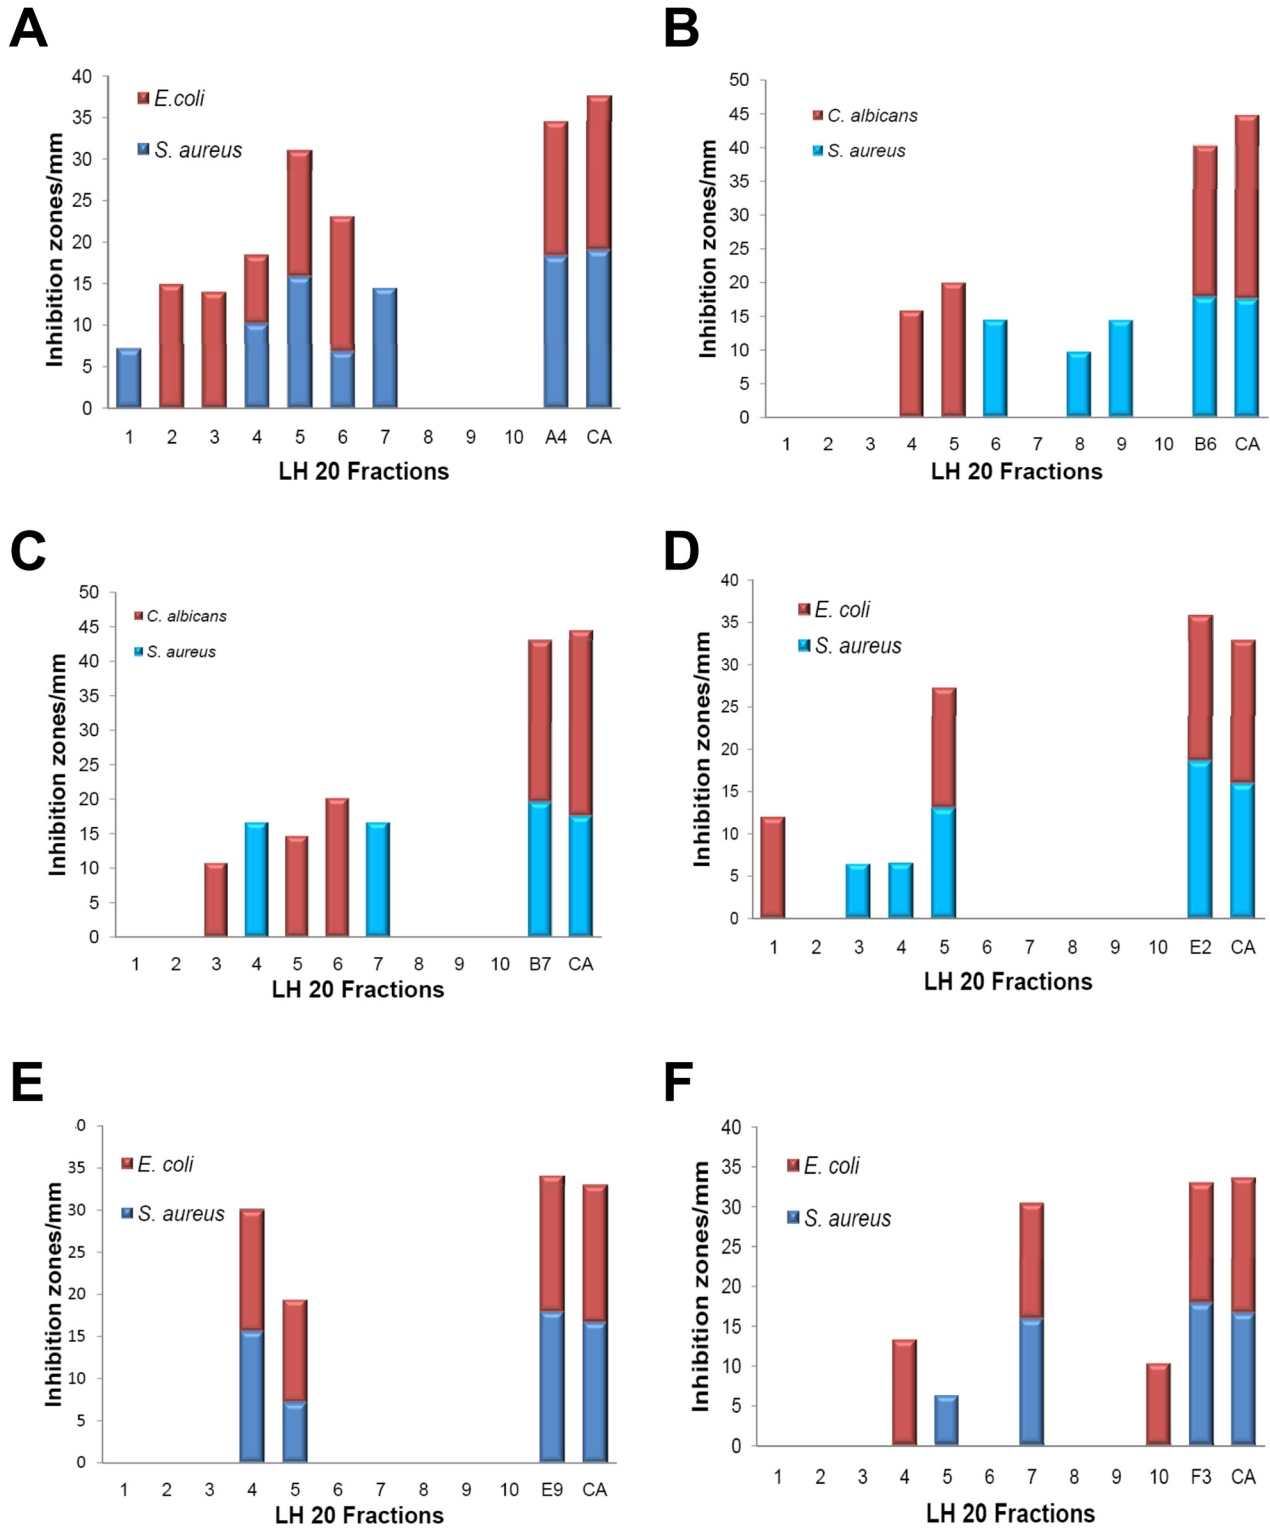 A
Inhibition zones/mm
40
35
30
25
20
15
10
5
0
E.coli
S. aureus
1 2 3 4 5 6 7 8 9 10 A4 CA
LH 20 Fractions
B
Inhibition zones/mm
50
45
40
35
30
25
20
15
10
5
0
C. albicans
S. aureus
1 2 3 4 5 6 7 8 9 10 B6 CA
LH 20 Fractions
C
Inhibition zones/mm
50
45
40
35
30
25
20
15
10
5
0
C. albicans
S. aureus
1 2 3 4 5 6 7 8 9 10 B7 CA
LH 20 Fractions
D
Inhibition zones/mm
40
35
30
25
20
15
10
5
0
E. coli
S. aureus
1 2 3 4 5 6 7 8 9 10 E2 CA
LH 20 Fractions
E
Inhibition zones/mm
0
35
30
25
20
15
10
5
0
E. coli
S. aureus
1 2 3 4 5 6 7 8 9 10 E9 CA
LH 20 Fractions
F
Inhibition zones/mm
40
35
30
25
20
15
10
5
0
E. coli
S. aureus
1 2 3 4 5 6 7 8 9 10 F3 CA
LH 20 Fractions